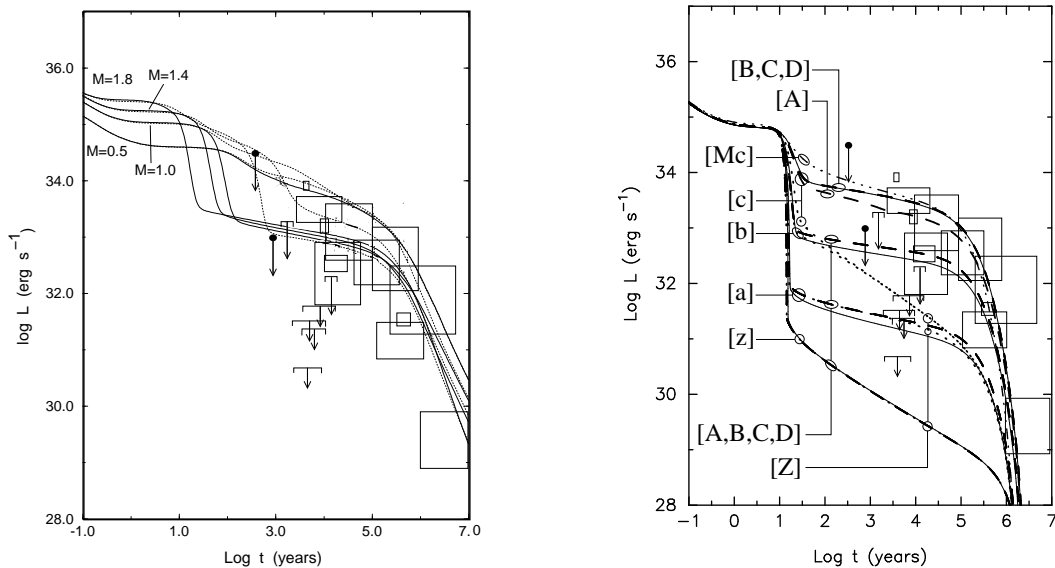 36.0
34.0
32.0
30.0
28.0
-1.0 1.0 3.0 5.0 7.0
log L (erg s⁻¹)
Log t (years)
M=1.8
M=1.4
M=0.5
M=1.0
36
34
32
30
28
−1 0 1 2 3 4 5 6 7
Log L (erg s⁻¹)
Log t (years)
[B,C,D]
[A]
[Mc]
[c]
[b]
[a]
[z]
[A,B,C,D]
[Z]